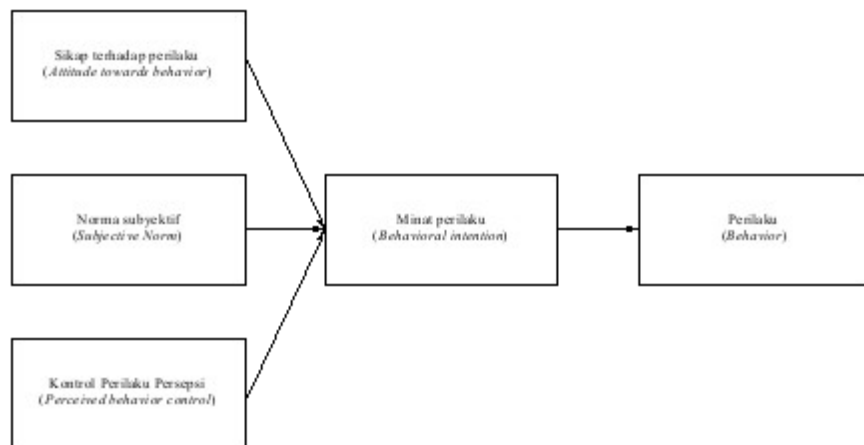 Sikap terhadap perilaku
(Attitude towards behavior)
Norma subyektif
(Subjective Norm)
Minat perilaku
(Behavioral intention)
Perilaku
(Behavior)
Kontrol Perilaku Persepsi
(Perceived behavior control)